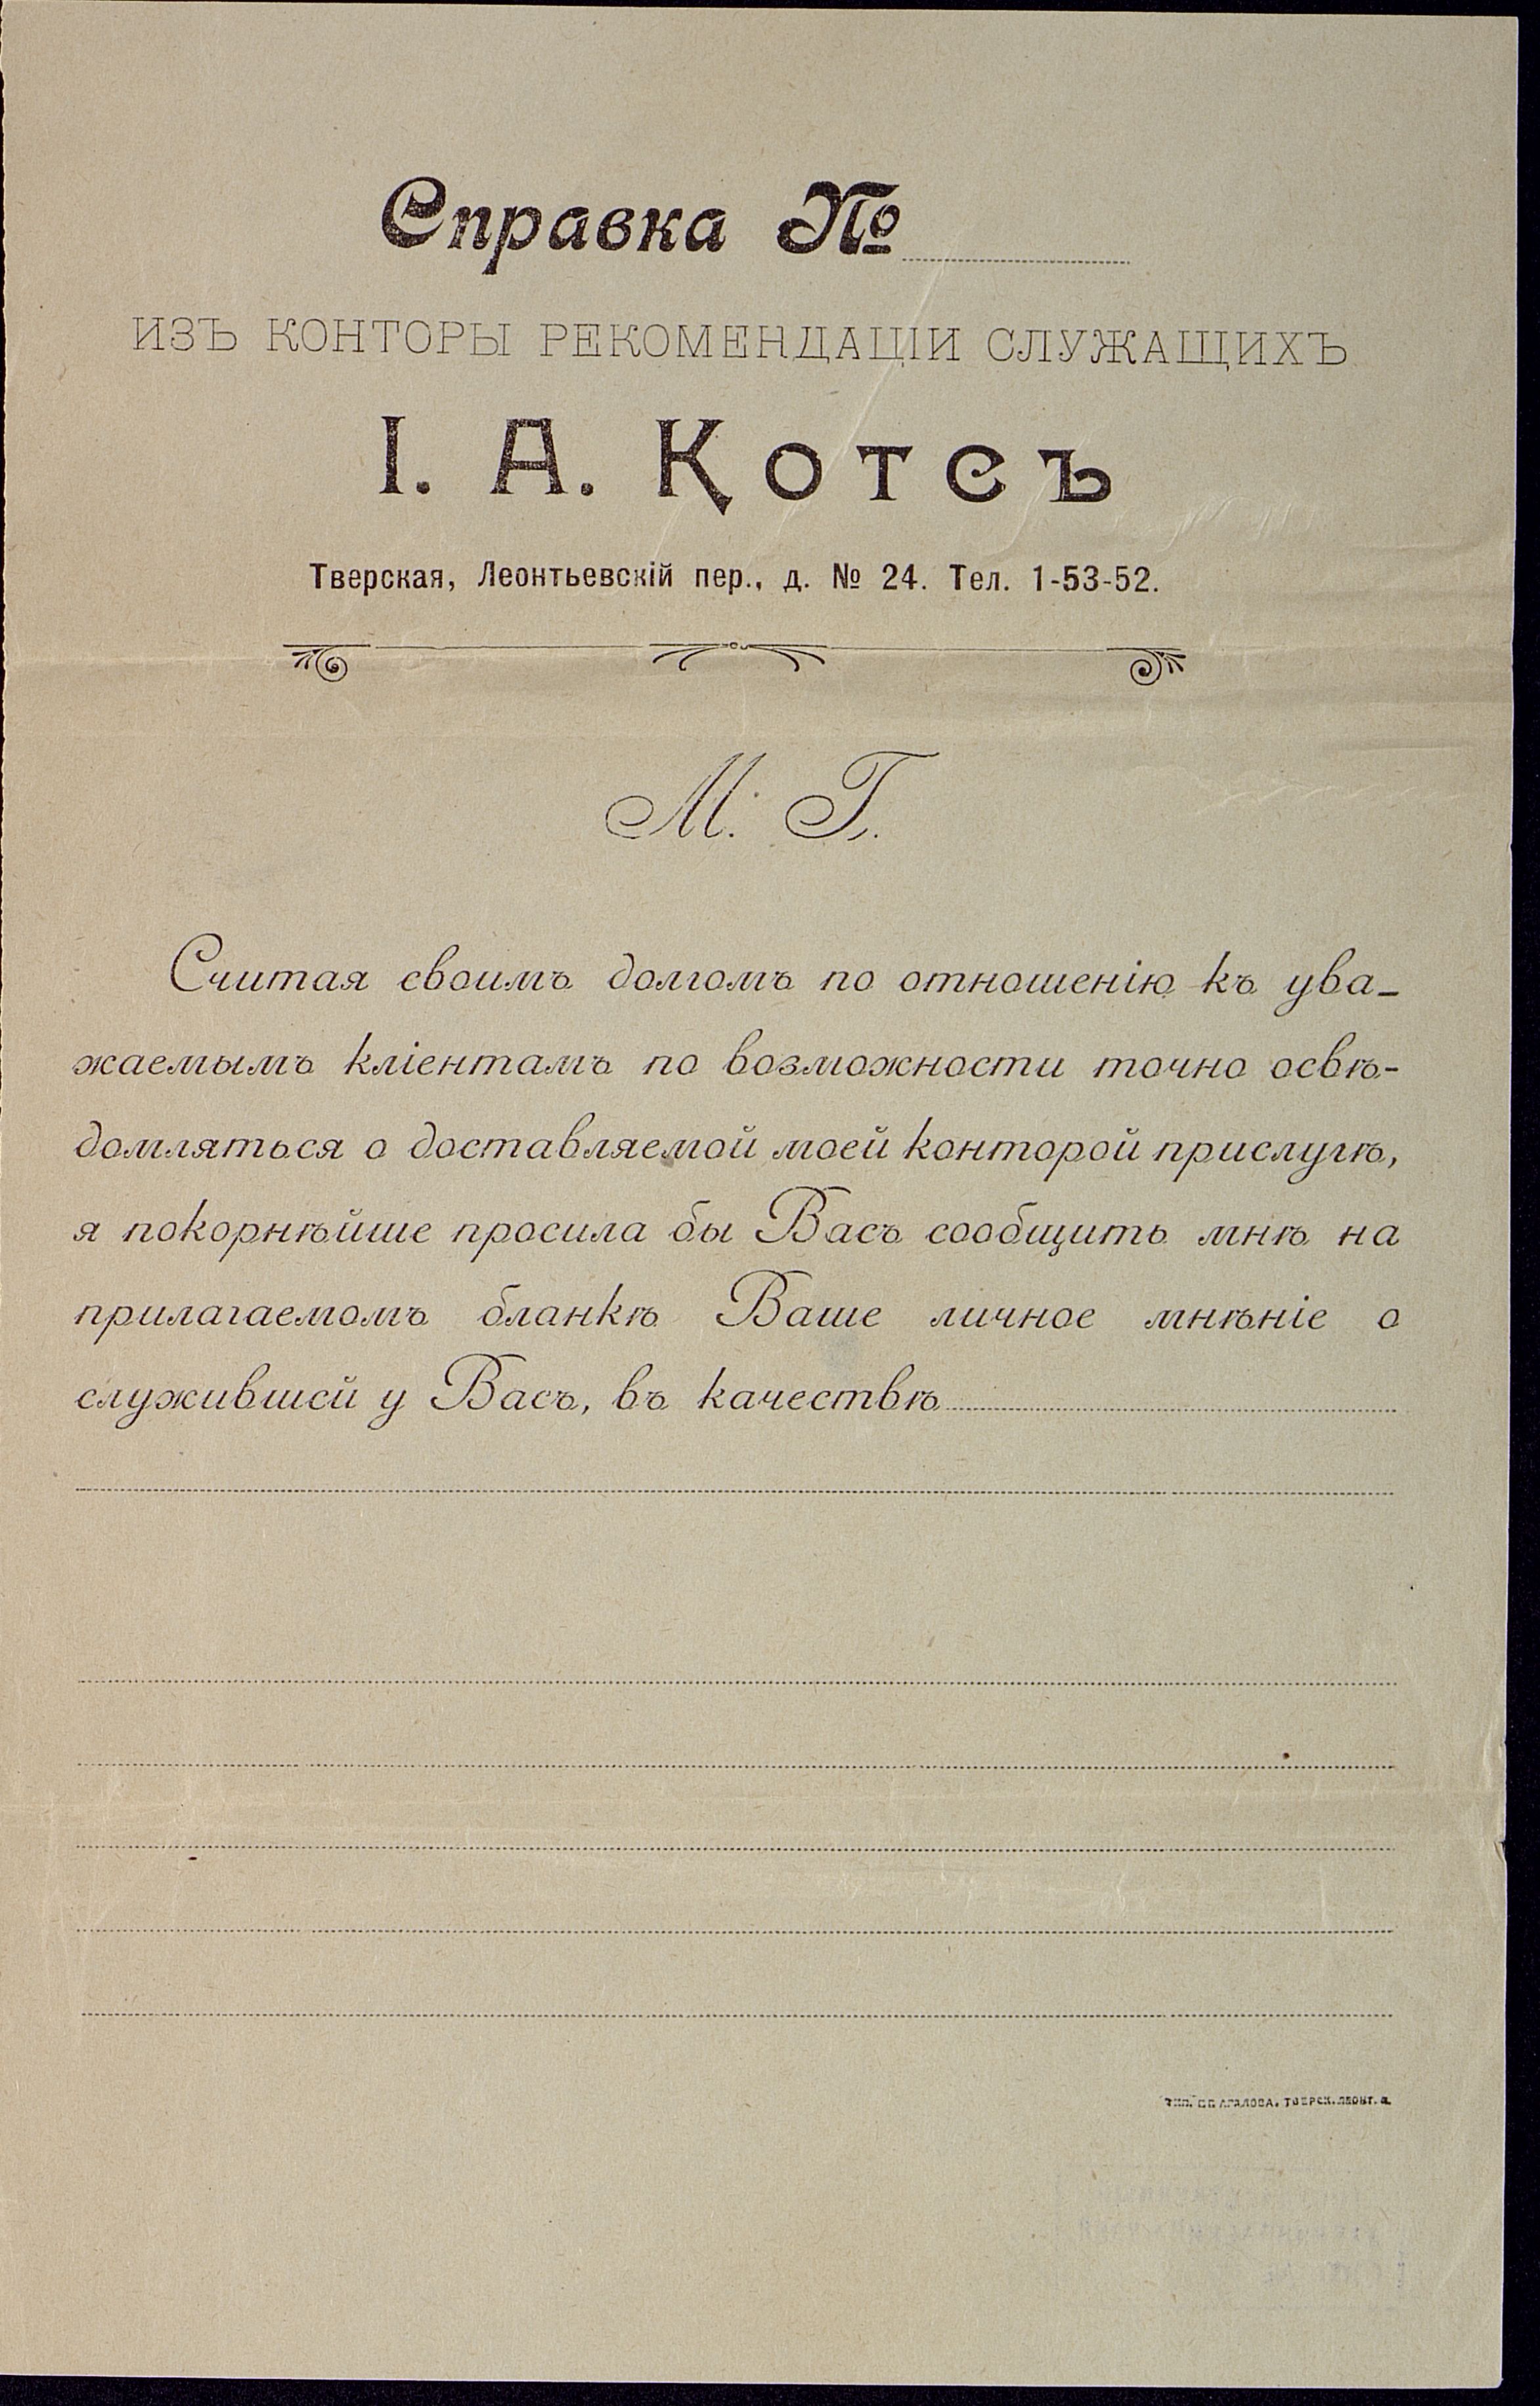 Справка №
ИЗЪ КОНТОРЫ РЕКОМЕНДАЦІИ СЛУЖАЩИХЪ
І. А. Котсъ
Тверская, Леонтьевскій пер., д. № 24. Тел. 1-53-52.
М. Г.
Считая своимъ долгомъ по отношенію къ ува-
жаемымъ кліентамъ по возможности точно освѣ-
домляться о доставляемой моей конторой прислугѣ,
я покорнѣйше просила бы Васъ сообщить мнѣ на
прилагаемомъ бланкѣ Ваше личное мнѣніе о
служившей у Васъ, въ качествѣ
ТВЕРСК. ЛЕОНТ.